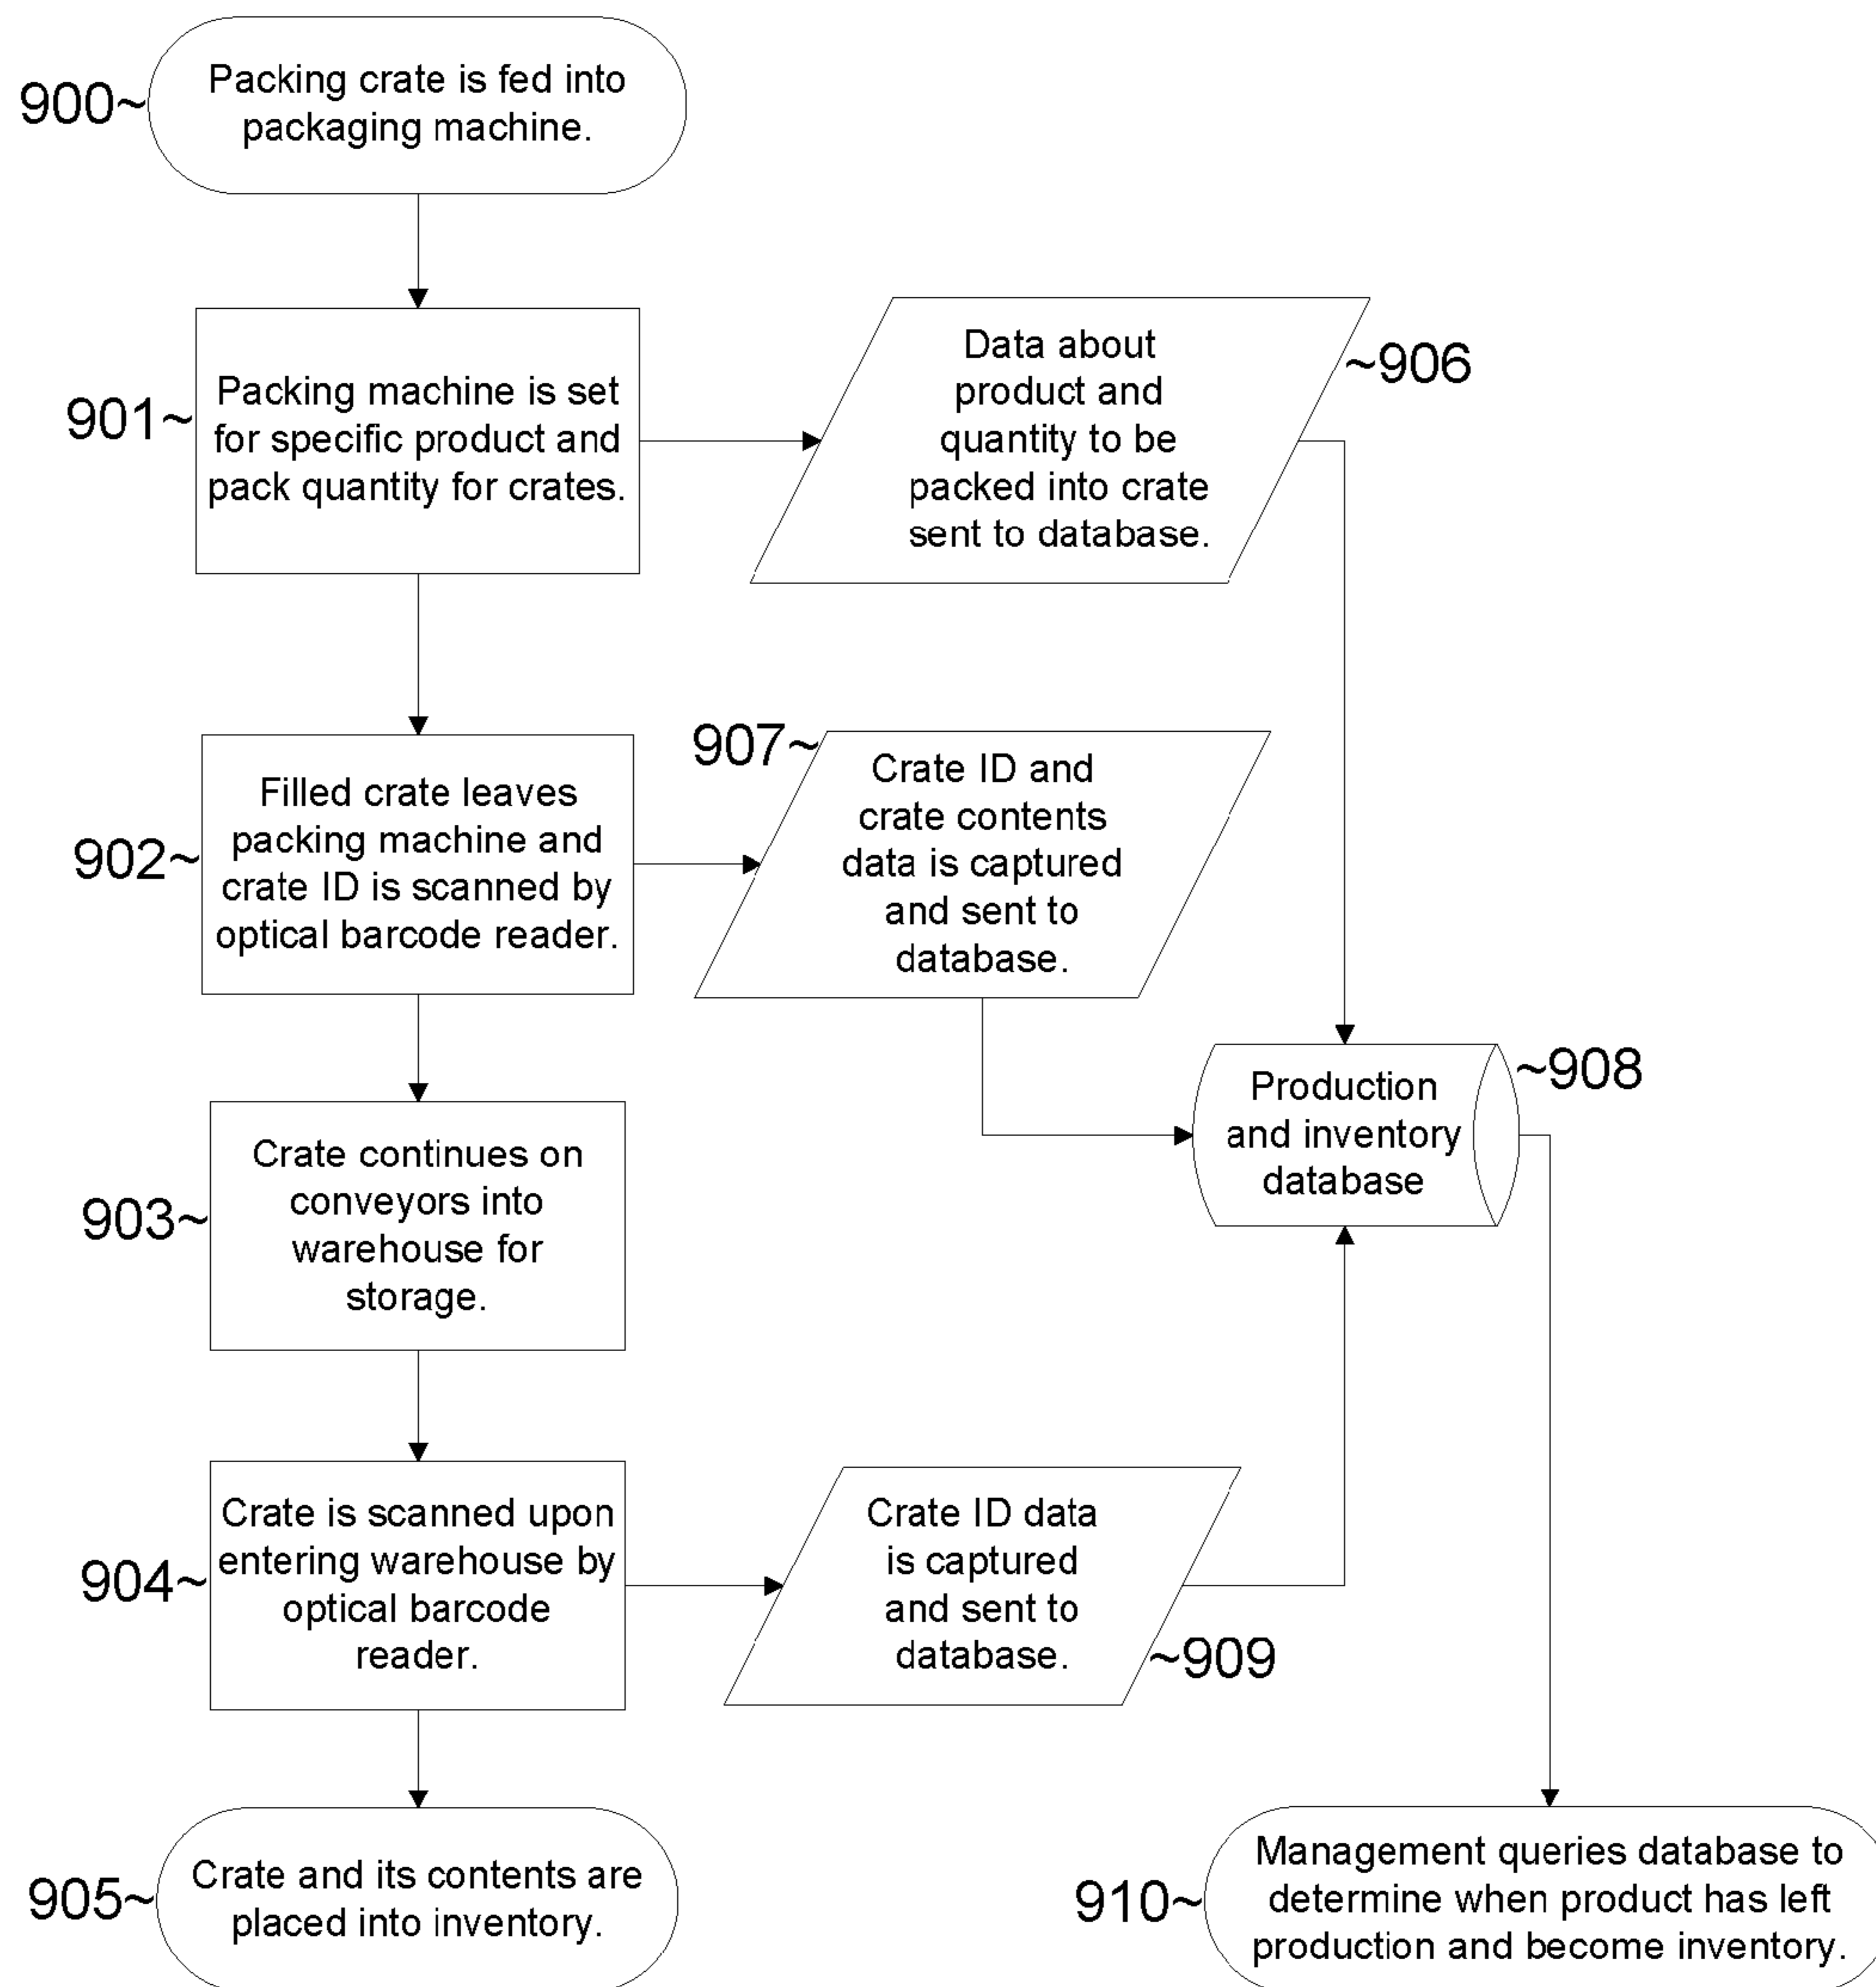 900~
Packing crate is fed into
packaging machine.
901~
Packing machine is set
for specific product and
pack quantity for crates.
Data about
product and
quantity to be
packed into crate
sent to database.
~906
902~
Filled crate leaves
packing machine and
crate ID is scanned by
optical barcode reader.
907~
Crate ID and
crate contents
data is captured
and sent to
database.
Production
and inventory
database
~908
903~
Crate continues on
conveyors into
warehouse for
storage.
904~
Crate is scanned upon
entering warehouse by
optical barcode
reader.
Crate ID data
is captured
and sent to
database.
~909
905~
Crate and its contents are
placed into inventory.
910~
Management queries database to
determine when product has left
production and become inventory.